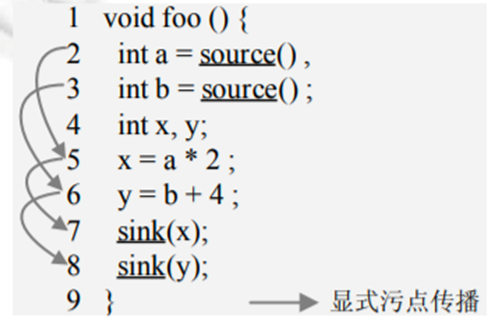 1 void foo () {
2 int a = source() ,
3 int b = source() ;
4 int x, y;
5 x = a * 2 ;
6 y = b + 4 ;
7 sink(x);
8 sink(y);
9 }
显式污点传播